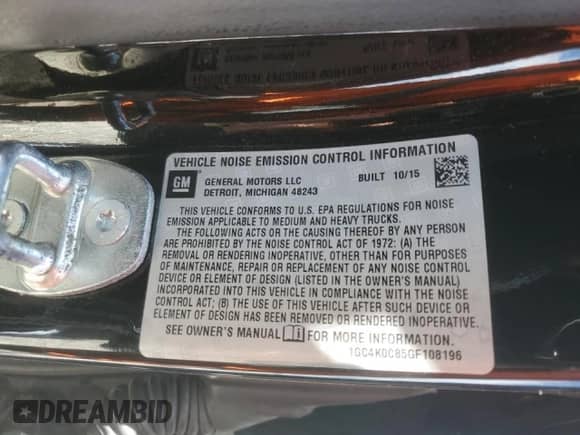 VEHICLE NOISE EMISSION CONTROL INFORMATION
GM GENERAL MOTORS LLC BUILT 10/15
DETROIT, MICHIGAN 48243
THIS VEHICLE CONFORMS TO U.S. EPA REGULATIONS FOR NOISE
EMISSION APPLICABLE TO MEDIUM AND HEAVY TRUCKS.
THE FOLLOWING ACTS OR THE CAUSING THEREOF BY ANY PERSON
ARE PROHIBITED BY THE NOISE CONTROL ACT OF 1972: (A) THE
REMOVAL OR RENDERING INOPERATIVE, OTHER THAN FOR PURPOSES
OF MAINTENANCE, REPAIR OR REPLACEMENT OF ANY NOISE CONTROL
DEVICE OR ELEMENT OF DESIGN (LISTED IN THE OWNER'S MANUAL)
INCORPORATED INTO THIS VEHICLE IN COMPLIANCE WITH THE NOISE
CONTROL ACT; (B) THE USE OF THIS VEHICLE AFTER SUCH DEVICE OR
ELEMENT OF DESIGN HAS BEEN REMOVED OR RENDERED INOPERATIVE.
SEE OWNER'S MANUAL FOR MORE INFORMATION.
1GC4K0C85GF108196
DREAMBID